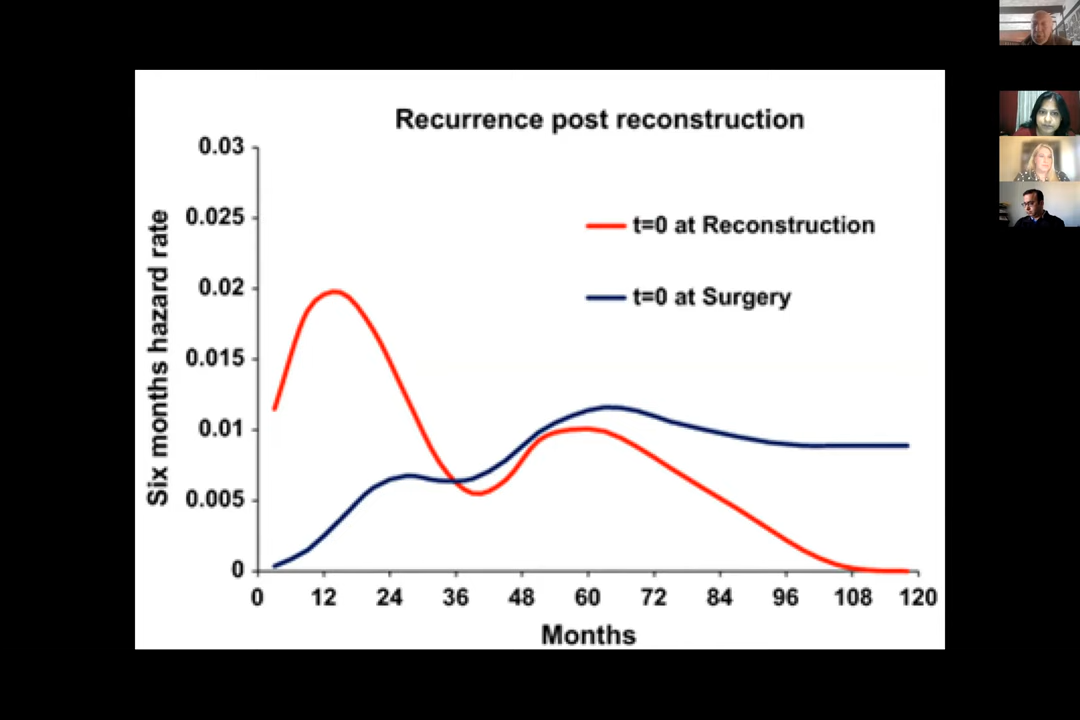 Recurrence post reconstruction
0.03
0.025
0.02
0.015
0.01
0.005
0
Six months hazard rate
t=0 at Reconstruction
t=0 at Surgery
0 12 24 36 48 60 72 84 96 108 120
Months